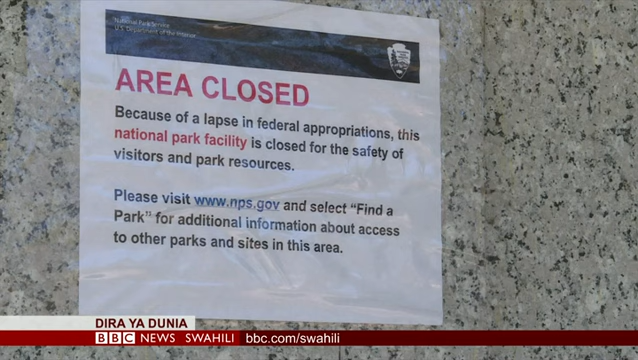 National Park Service
U.S. Department of the Interior
AREA CLOSED
Because of a lapse in federal appropriations, this
national park facility is closed for the safety of
visitors and park resources.
Please visit www.nps.gov and select “Find a
Park” for additional information about access
to other parks and sites in this area.
DIRA YA DUNIA
BBC NEWS SWAHILI bbc.com/swahili